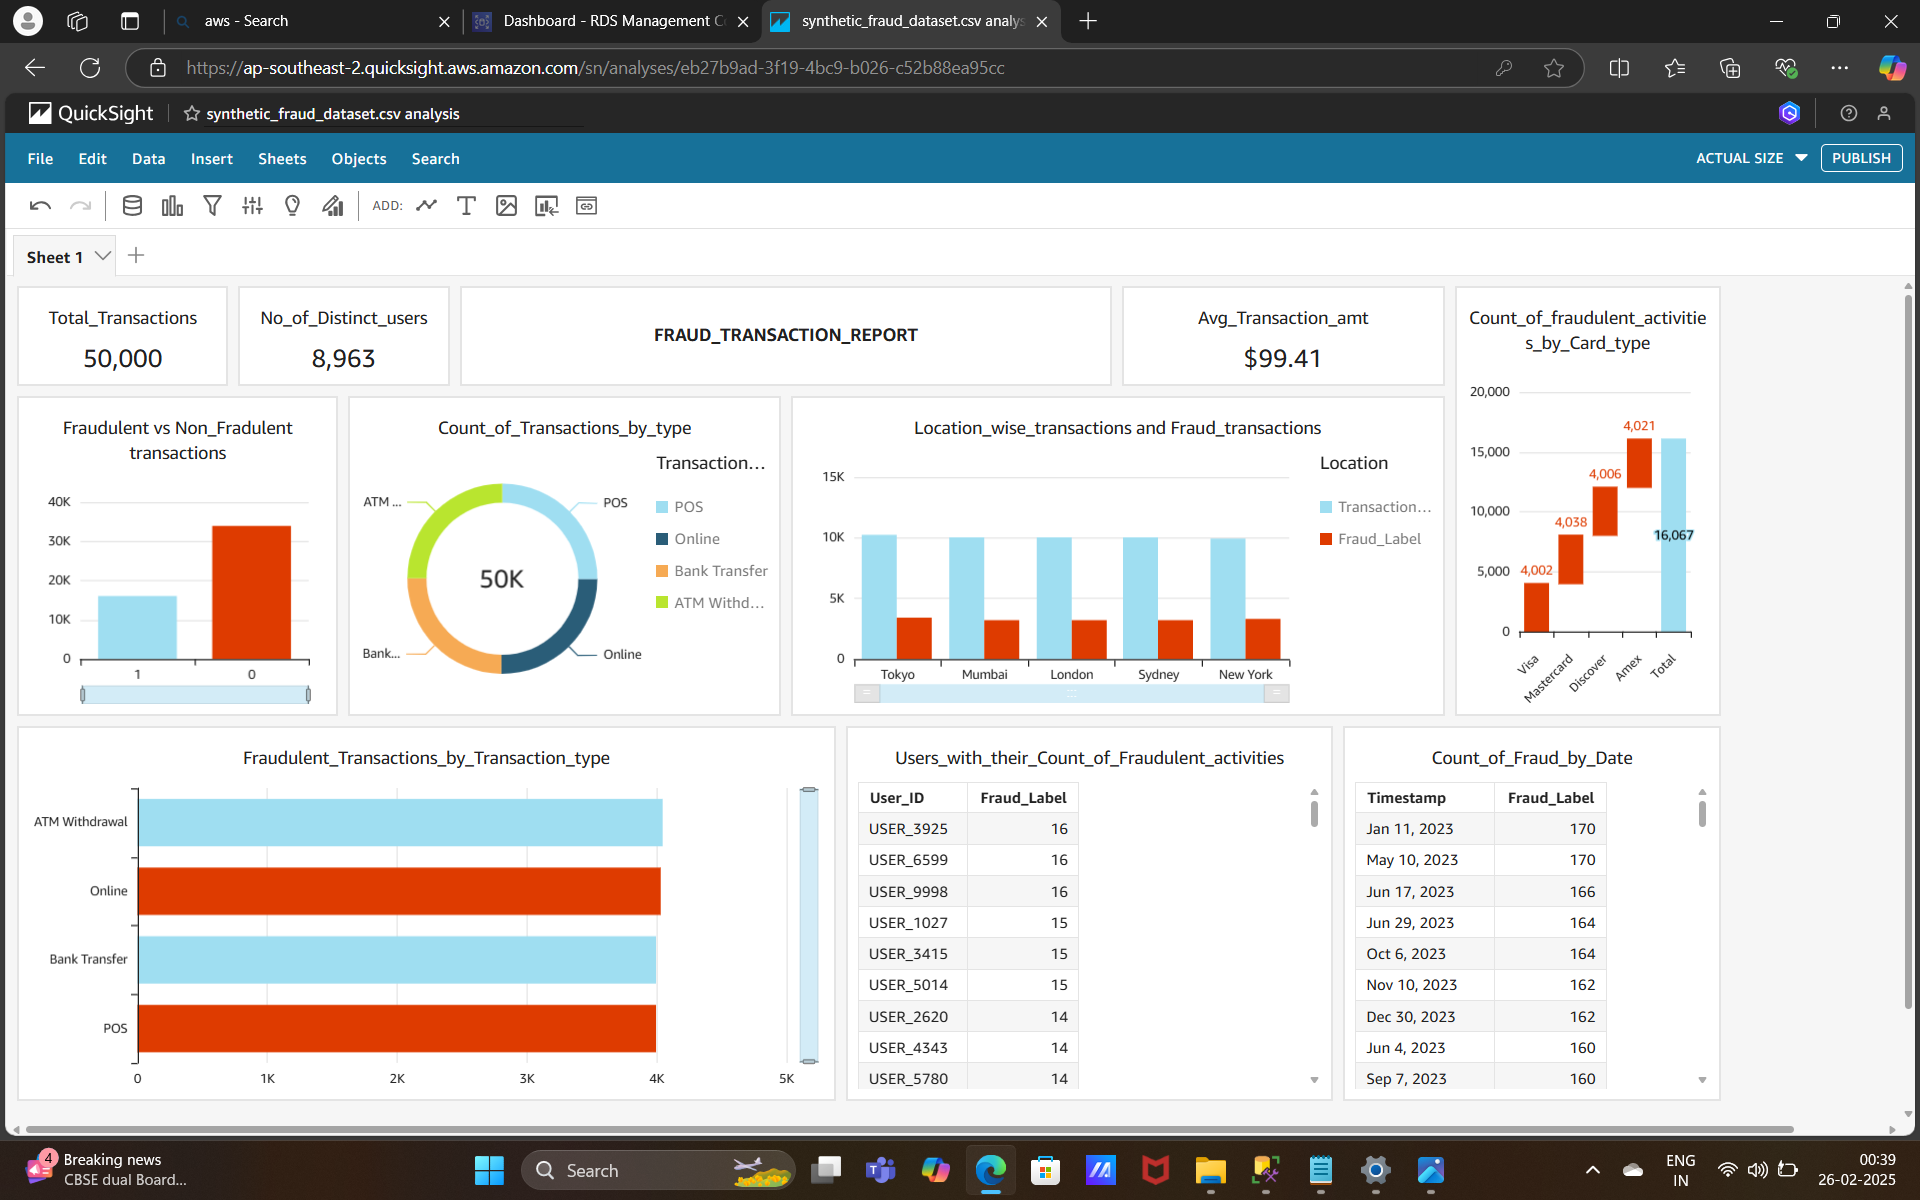 aws - Search
Dashboard - RDS Management C
synthetic_fraud_dataset.csv analys
https://ap-southeast-2.quicksight.aws.amazon.com/sn/analyses/eb27b9ad-3f19-4bc9-b026-c52b88ea95cc
QuickSight
synthetic_fraud_dataset.csv analysis
File Edit Data Insert Sheets Objects Search
ACTUAL SIZE PUBLISH
ADD:
Sheet 1
Total_Transactions
50,000
No_of_Distinct_users
8,963
FRAUD_TRANSACTION_REPORT
Avg_Transaction_amt
$99.41
Count_of_fraudulent_activitie
s_by_Card_type
20,000
15,000
10,000
5,000
0
4,002
4,038
4,006
4,021
16,067
Visa
Mastercard
Discover
Amex
Total
Fraudulent vs Non_Fradulent
transactions
40K
30K
20K
10K
0
1 0
Count_of_Transactions_by_type
Transaction...
ATM ...
POS
Bank...
Online
50K
POS
Online
Bank Transfer
ATM Withd...
Location_wise_transactions and Fraud_transactions
Location
Transaction...
Fraud_Label
15K
10K
5K
0
Tokyo Mumbai London Sydney New York
Fraudulent_Transactions_by_Transaction_type
ATM Withdrawal
Online
Bank Transfer
POS
0 1K 2K 3K 4K 5K
Users_with_their_Count_of_Fraudulent_activities
User_ID Fraud_Label
USER_3925 16
USER_6599 16
USER_9998 16
USER_1027 15
USER_3415 15
USER_5014 15
USER_2620 14
USER_4343 14
USER_5780 14
Count_of_Fraud_by_Date
Timestamp Fraud_Label
Jan 11, 2023 170
May 10, 2023 170
Jun 17, 2023 166
Jun 29, 2023 164
Oct 6, 2023 164
Nov 10, 2023 162
Dec 30, 2023 162
Jun 4, 2023 160
Sep 7, 2023 160
4
Breaking news
CBSE dual Board...
Search
ENG
IN
00:39
26-02-2025